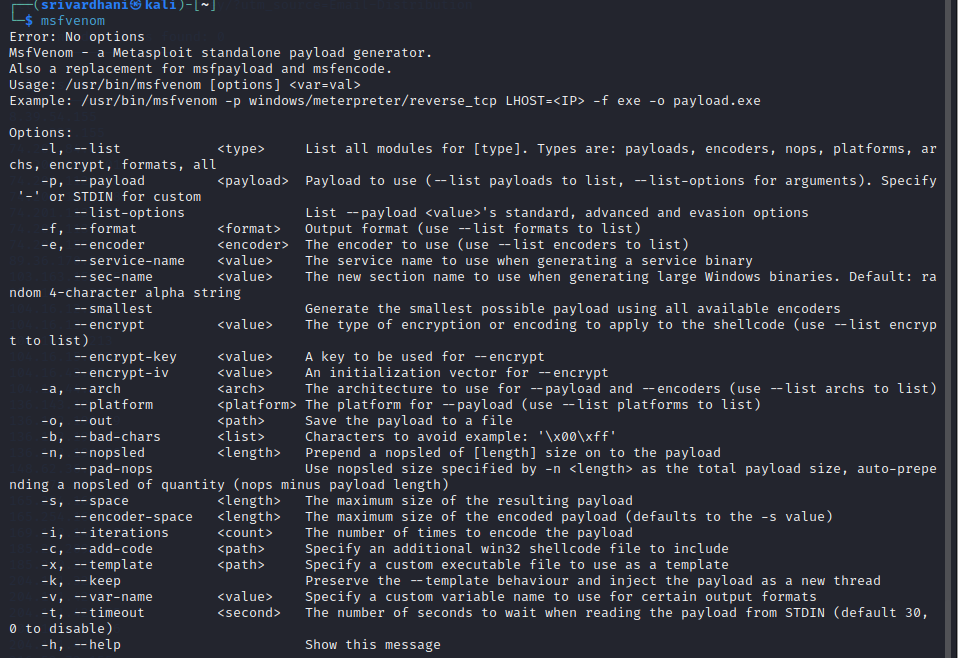 (srivardhani㉿kali)-[~]
$ msfvenom
Error: No options
MsfVenom - a Metasploit standalone payload generator.
Also a replacement for msfpayload and msfencode.
Usage: /usr/bin/msfvenom [options] <var=val>
Example: /usr/bin/msfvenom -p windows/meterpreter/reverse_tcp LHOST=<IP> -f exe -o payload.exe
Options:
-l, --list <type> List all modules for [type]. Types are: payloads, encoders, nops, platforms, ar
chs, encrypt, formats, all
-p, --payload <payload> Payload to use (--list payloads to list, --list-options for arguments). Specify
'-' or STDIN for custom
--list-options List --payload <value>'s standard, advanced and evasion options
-f, --format <format> Output format (use --list formats to list)
-e, --encoder <encoder> The encoder to use (use --list encoders to list)
--service-name <value> The service name to use when generating a service binary
--sec-name <value> The new section name to use when generating large Windows binaries. Default: ra
ndom 4-character alpha string
--smallest Generate the smallest possible payload using all available encoders
--encrypt <value> The type of encryption or encoding to apply to the shellcode (use --list encryp
t to list)
--encrypt-key <value> A key to be used for --encrypt
--encrypt-iv <value> An initialization vector for --encrypt
-a, --arch <arch> The architecture to use for --payload and --encoders (use --list archs to list)
--platform <platform> The platform for --payload (use --list platforms to list)
-o, --out <path> Save the payload to a file
-b, --bad-chars <list> Characters to avoid example: '\x00\xff'
-n, --nopsled <length> Prepend a nopsled of [length] size on to the payload
--pad-nops Use nopsled size specified by -n <length> as the total payload size, auto-prepe
nding a nopsled of quantity (nops minus payload length)
-s, --space <length> The maximum size of the resulting payload
--encoder-space <length> The maximum size of the encoded payload (defaults to the -s value)
-i, --iterations <count> The number of times to encode the payload
-c, --add-code <path> Specify an additional win32 shellcode file to include
-x, --template <path> Specify a custom executable file to use as a template
-k, --keep Preserve the --template behaviour and inject the payload as a new thread
-v, --var-name <value> Specify a custom variable name to use for certain output formats
-t, --timeout <second> The number of seconds to wait when reading the payload from STDIN (default 30,
0 to disable)
-h, --help Show this message